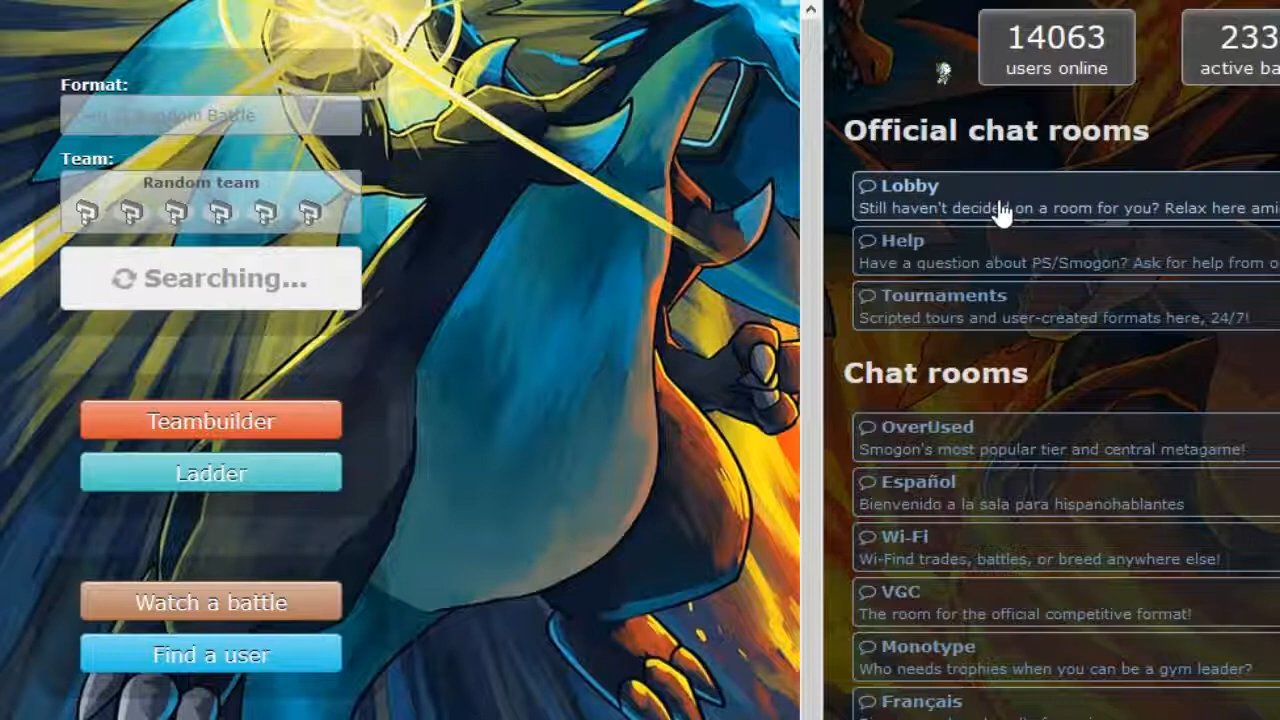 Format:
Random Battle
Team:
Random team
Searching...
Teambuilder
Ladder
Watch a battle
Find a user
14063
users online
233
active ba
Official chat rooms
Lobby
Still haven't decided on a room for you? Relax here ami
Help
Have a question about PS/Smogon? Ask for help from o
Tournaments
Scripted tours and user-created formats here, 24/7!
Chat rooms
OverUsed
Smogon's most popular tier and central metagame!
Español
Bienvenido a la sala para hispanohablantes
Wi-Fi
Wi-Find trades, battles, or breed anywhere else!
VGC
The room for the official competitive format!
Monotype
Who needs trophies when you can be a gym leader?
Français